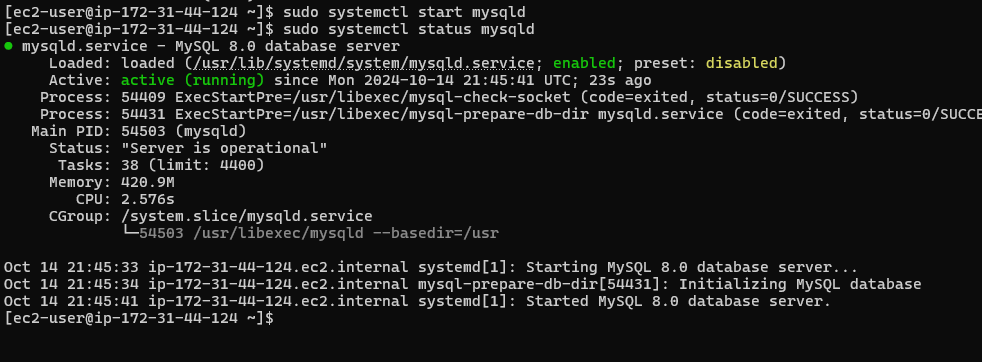 [ec2-user@ip-172-31-44-124 ~]$ sudo systemctl start mysqld
[ec2-user@ip-172-31-44-124 ~]$ sudo systemctl status mysqld
● mysqld.service - MySQL 8.0 database server
     Loaded: loaded (/usr/lib/systemd/system/mysqld.service; enabled; preset: disabled)
     Active: active (running) since Mon 2024-10-14 21:45:41 UTC; 23s ago
    Process: 54409 ExecStartPre=/usr/libexec/mysql-check-socket (code=exited, status=0/SUCCESS)
    Process: 54431 ExecStartPre=/usr/libexec/mysql-prepare-db-dir mysqld.service (code=exited, status=0/SUCCE
   Main PID: 54503 (mysqld)
     Status: "Server is operational"
      Tasks: 38 (limit: 4400)
     Memory: 420.9M
        CPU: 2.576s
     CGroup: /system.slice/mysqld.service
             └─54503 /usr/libexec/mysqld --basedir=/usr

Oct 14 21:45:33 ip-172-31-44-124.ec2.internal systemd[1]: Starting MySQL 8.0 database server...
Oct 14 21:45:34 ip-172-31-44-124.ec2.internal mysql-prepare-db-dir[54431]: Initializing MySQL database
Oct 14 21:45:41 ip-172-31-44-124.ec2.internal systemd[1]: Started MySQL 8.0 database server.
[ec2-user@ip-172-31-44-124 ~]$